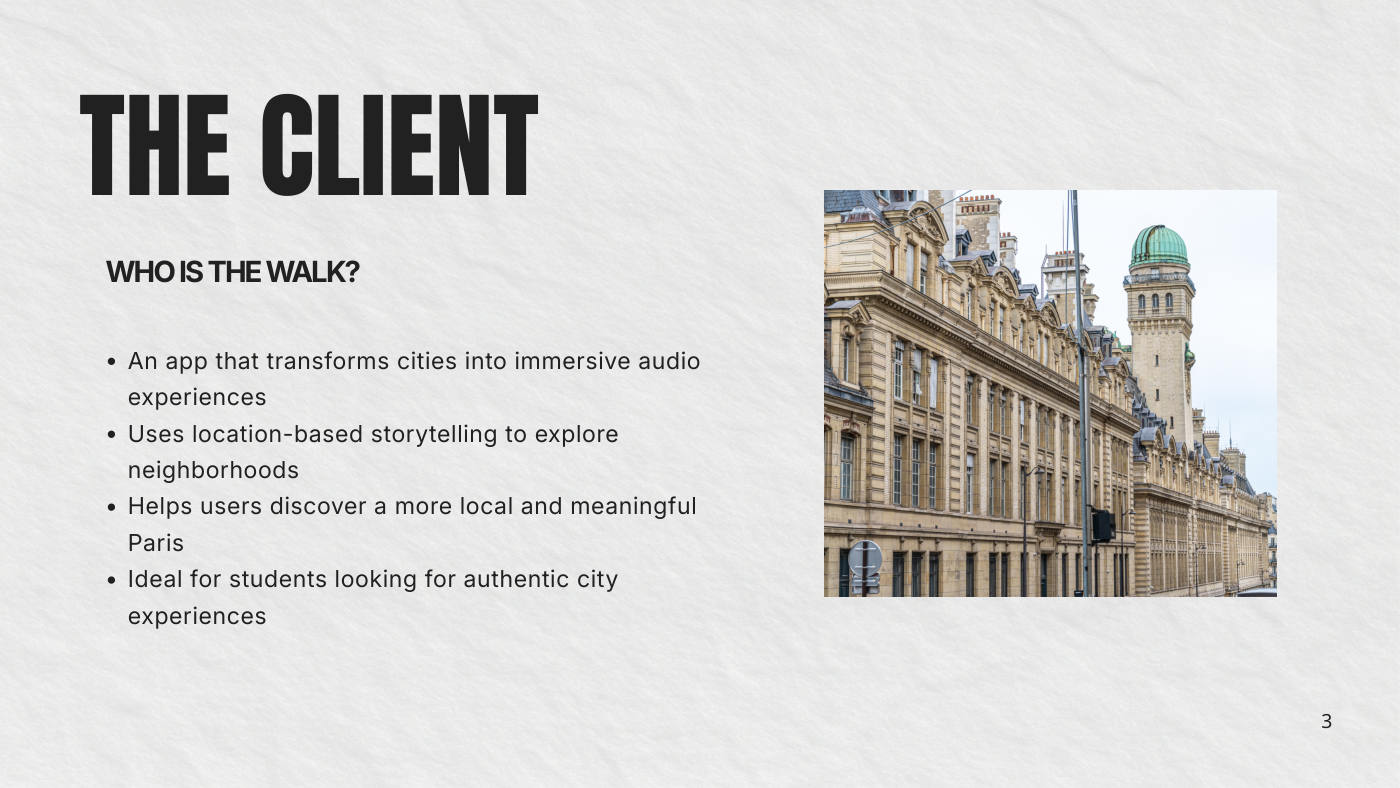 THE CLIENT
WHO IS THE WALK?
• An app that transforms cities into immersive audio
experiences
• Uses location-based storytelling to explore
neighborhoods
• Helps users discover a more local and meaningful
Paris
• Ideal for students looking for authentic city
experiences
3